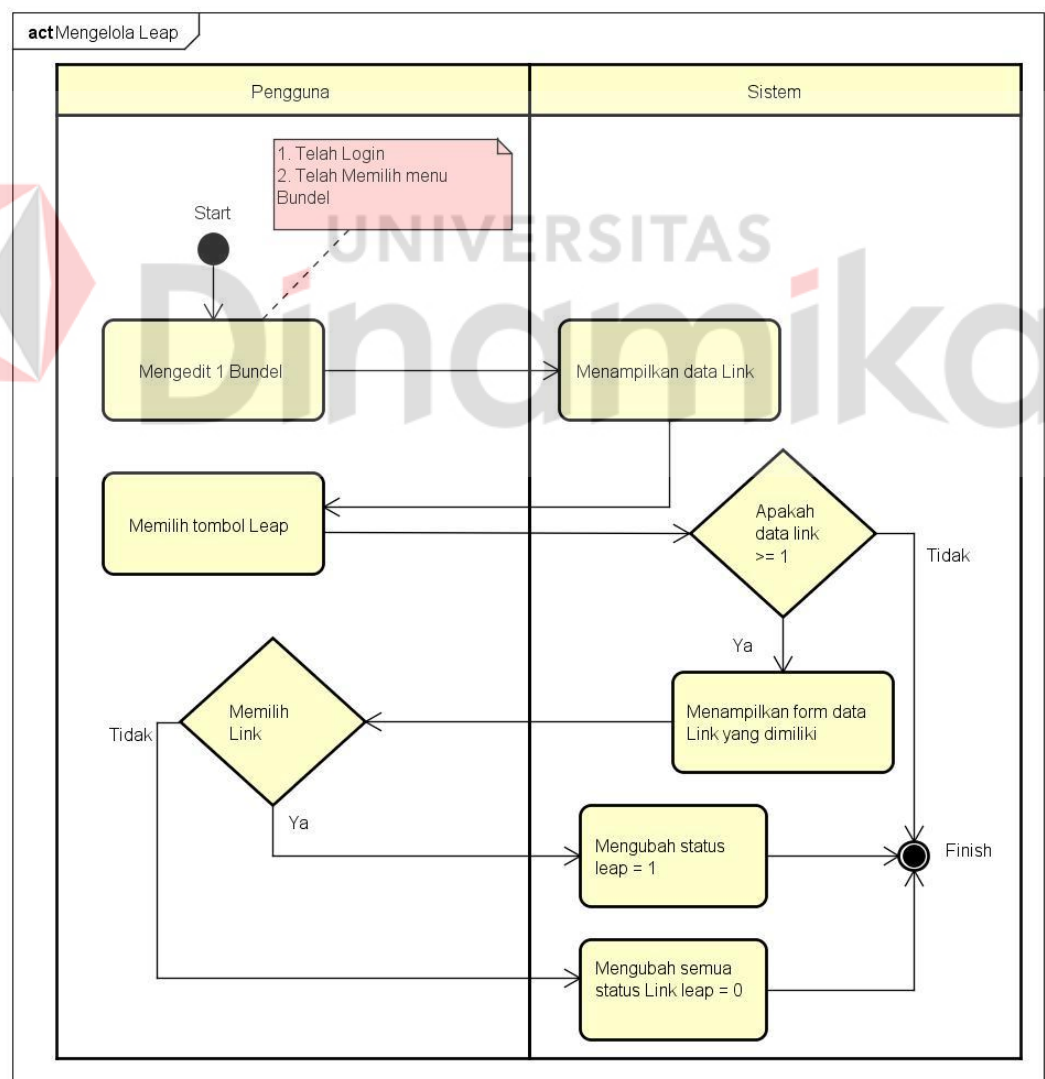 act Mengelola Leap
Pengguna
Sistem
1. Telah Login
2. Telah Memilih menu
Bundel
Start
UNIVERSITAS
Dinamika
Mengedit 1 Bundel
Menampilkan data Link
Memilih tombol Leap
Apakah
data link
>= 1
Tidak
Ya
Menampilkan form data
Link yang dimiliki
Memilih
Link
Tidak
Ya
Mengubah status
leap = 1
Finish
Mengubah semua
status Link leap = 0